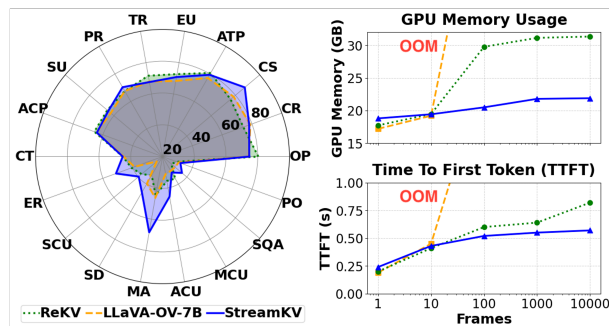 TR
EU
PR
ATP
SU
CS
ACP
CR
80
60
40
20
CT
OP
ER
PO
SCU
SQA
SD
MCU
MA
ACU
ReKV
LLaVA-OV-7B
StreamKV
GPU Memory Usage
GPU Memory (GB)
30
25
20
15
OOM
Time To First Token (TTFT)
TTFT (s)
1.00
0.75
0.50
0.25
0.00
OOM
1
10
100
1000
10000
Frames